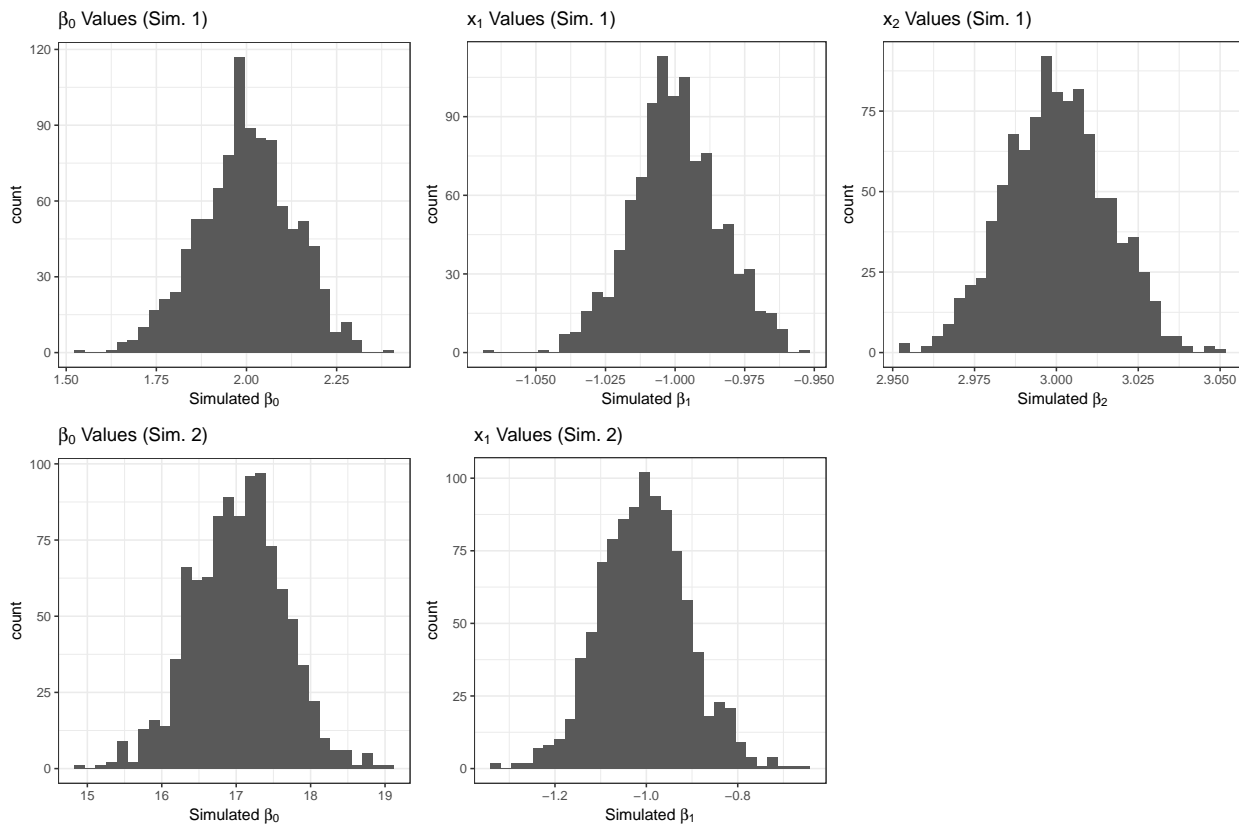 β₀ Values (Sim. 1)
120
90
60
30
0
count
1.50 1.75 2.00 2.25
Simulated β₀
x₁ Values (Sim. 1)
90
60
30
0
count
−1.050 −1.025 −1.000 −0.975 −0.950
Simulated β₁
x₂ Values (Sim. 1)
75
50
25
0
count
2.950 2.975 3.000 3.025 3.050
Simulated β₂
β₀ Values (Sim. 2)
100
75
50
25
0
count
15 16 17 18 19
Simulated β₀
x₁ Values (Sim. 2)
100
75
50
25
0
count
−1.2 −1.0 −0.8
Simulated β₁